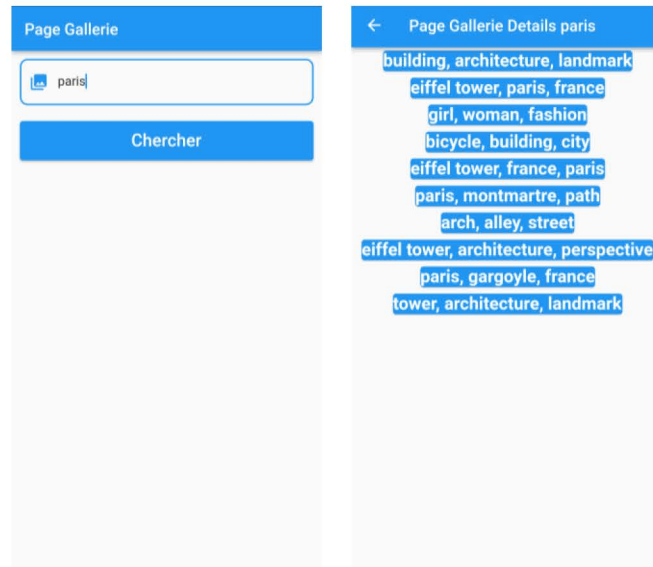 Page Gallerie
paris
Chercher
Page Gallerie Details paris
building, architecture, landmark
eiffel tower, paris, france
girl, woman, fashion
bicycle, building, city
eiffel tower, france, paris
paris, montmartre, path
arch, alley, street
eiffel tower, architecture, perspective
paris, gargoyle, france
tower, architecture, landmark